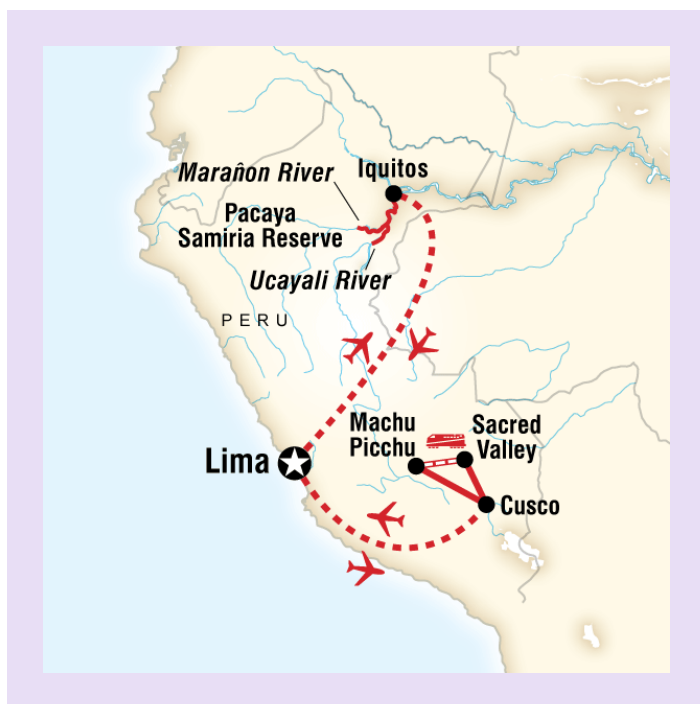 Iquitos
Marañon River
Pacaya
Samiria Reserve
Ucayali River
PERU
Machu
Picchu
Sacred
Valley
Lima
Cusco